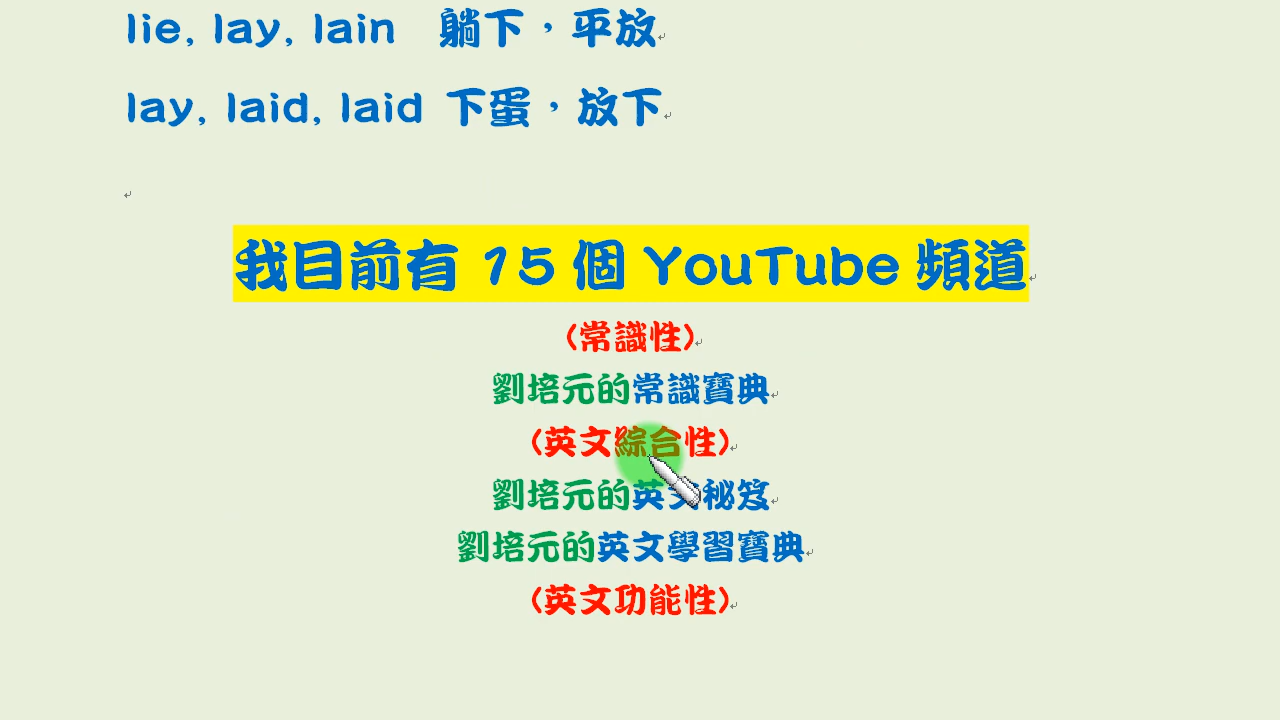 lie, lay, lain 躺下，平放
lay, laid, laid 下蛋，放下
我目前有 15 個 YouTube 頻道
(常識性)
劉培元的常識寶典
(英文綜合性)
劉培元的英文秘笈
劉培元的英文學習寶典
(英文功能性)